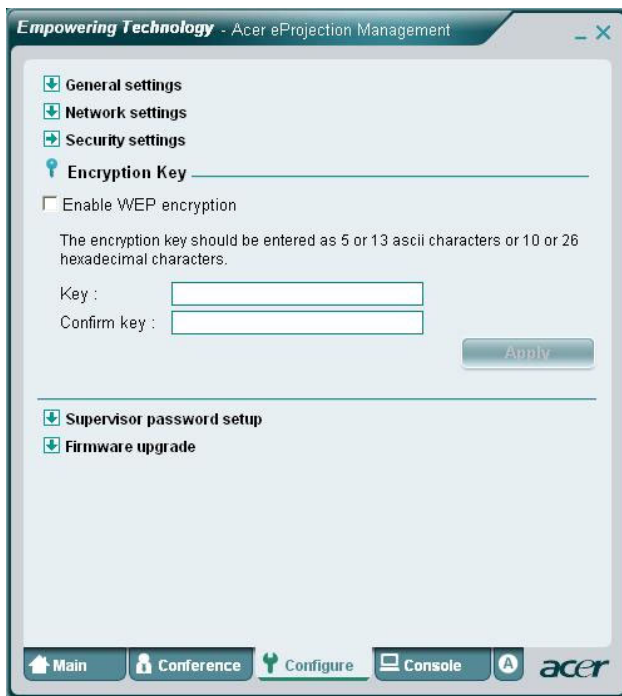 Empowering Technology - Acer eProjection Management
General settings
Network settings
Security settings
Encryption Key
Enable WEP encryption
The encryption key should be entered as 5 or 13 ascii characters or 10 or 26
hexadecimal characters.
Key :
Confirm key :
Apply
Supervisor password setup
Firmware upgrade
Main Conference Configure Console A acer